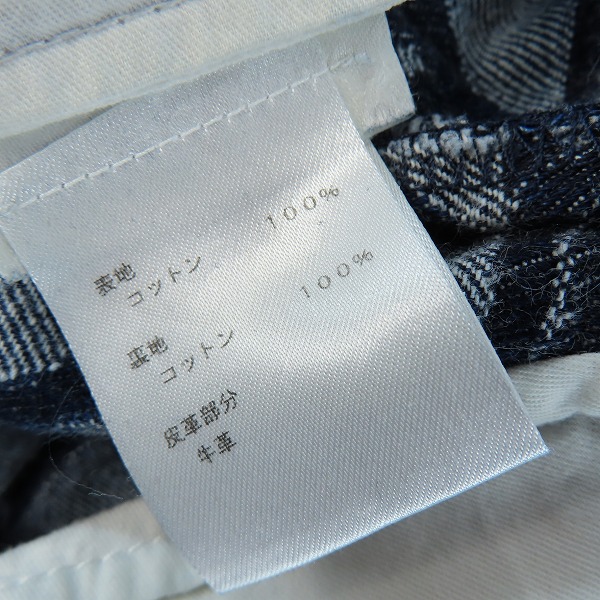 表地
コットン 100%
裏地
コットン 100%
皮革部分
牛革